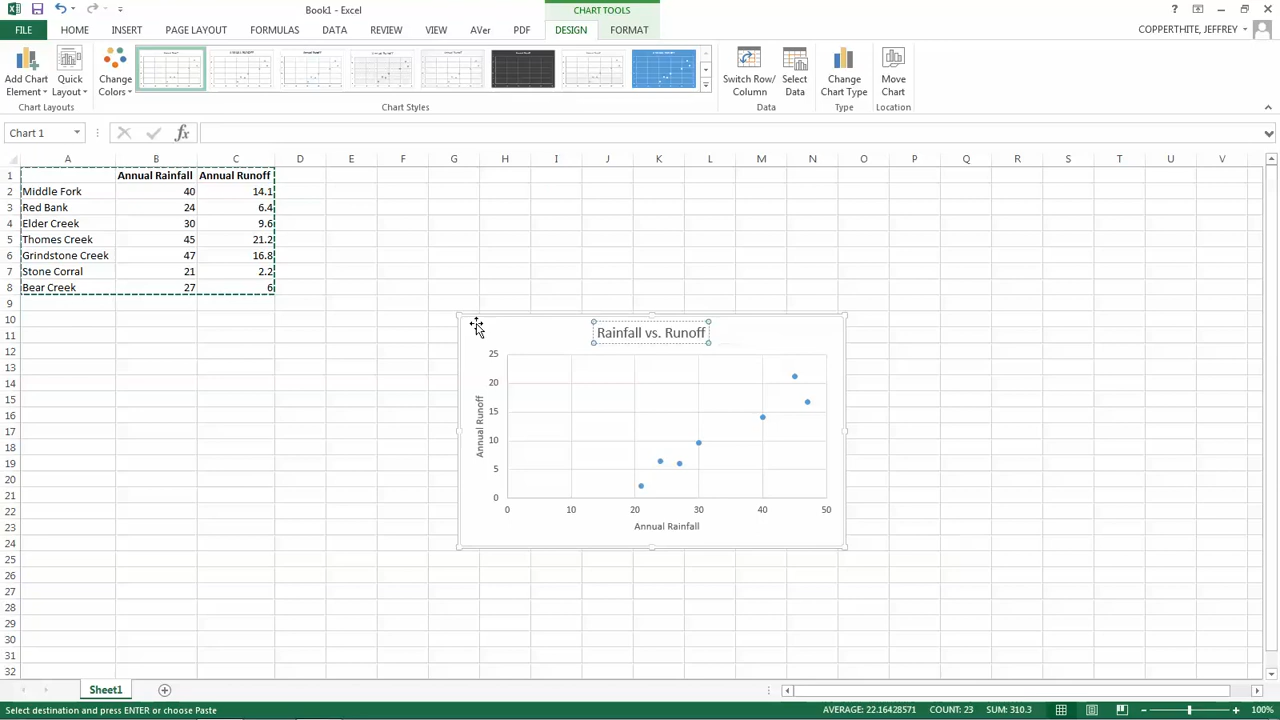 Book1 - Excel
CHART TOOLS
FILE HOME INSERT PAGE LAYOUT FORMULAS DATA REVIEW VIEW AVer PDF DESIGN FORMAT COPPERTHITE, JEFFREY
Add Chart Element
Quick Layout
Change Colors
Switch Row/ Column
Select Data
Change Chart Type
Move Chart
Chart Layouts
Chart Styles
Data
Type
Location
Chart 1
fx
A B C D E F G H I J K L M N O P Q R S T U V
1 Annual Rainfall Annual Runoff
2 Middle Fork 40 14.1
3 Red Bank 24 6.4
4 Elder Creek 30 9.6
5 Thomes Creek 45 21.2
6 Grindstone Creek 47 16.8
7 Stone Corral 21 2.2
8 Bear Creek 27 6
9
10
11
12
13
14
15
16
17
18
19
20
21
22
23
24
25
26
27
28
29
30
31
32
Rainfall vs. Runoff
25
20
15
10
5
0
Annual Runoff
0 10 20 30 40 50
Annual Rainfall
Sheet1
Select destination and press ENTER or choose Paste
AVERAGE: 22.16428571 COUNT: 23 SUM: 310.3
100%